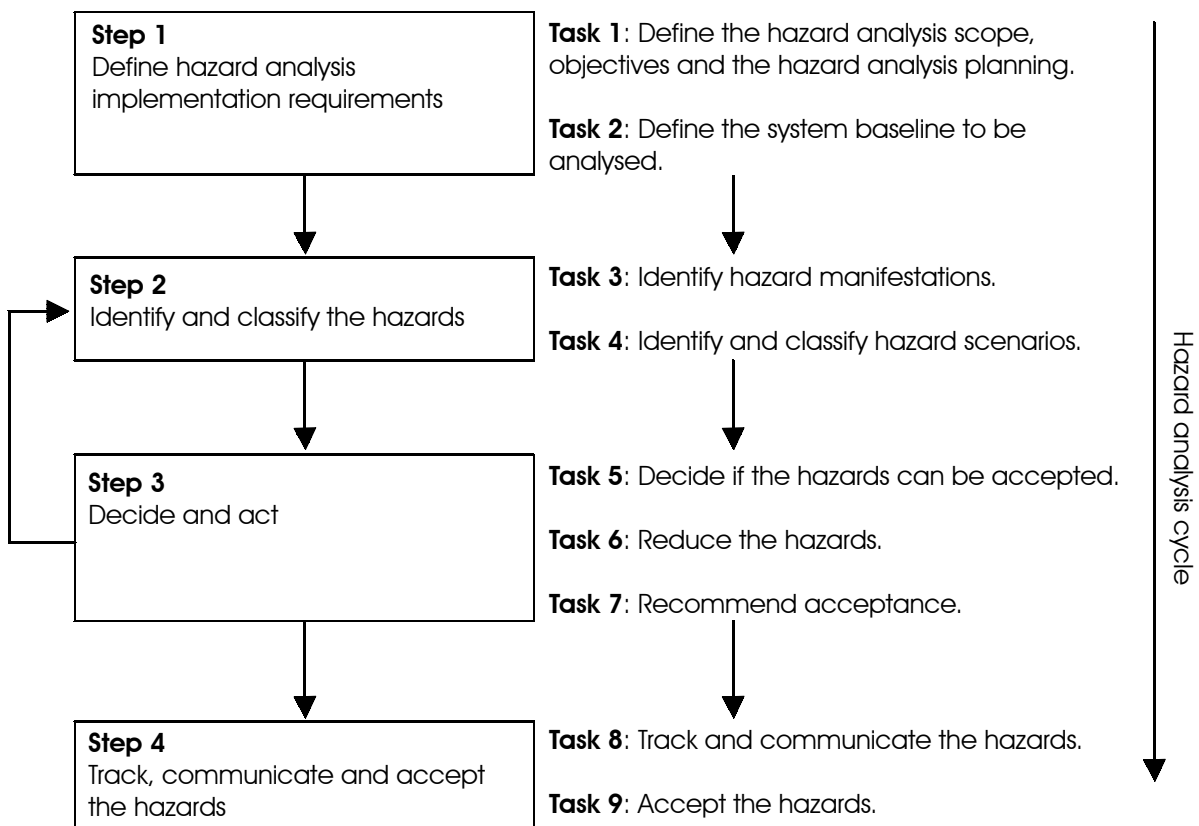 Step 1
Define hazard analysis
implementation requirements
Task 1: Define the hazard analysis scope,
objectives and the hazard analysis planning.
Task 2: Define the system baseline to be
analysed.
Step 2
Identify and classify the hazards
Task 3: Identify hazard manifestations.
Task 4: Identify and classify hazard scenarios.
Step 3
Decide and act
Task 5: Decide if the hazards can be accepted.
Task 6: Reduce the hazards.
Task 7: Recommend acceptance.
Step 4
Track, communicate and accept
the hazards
Task 8: Track and communicate the hazards.
Task 9: Accept the hazards.
Hazard analysis cycle